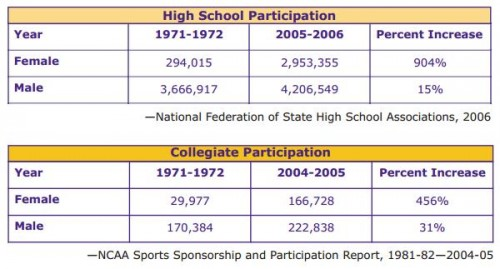 High School Participation
Year 1971-1972 2005-2006 Percent Increase
Female 294,015 2,953,355 904%
Male 3,666,917 4,206,549 15%
—National Federation of State High School Associations, 2006
Collegiate Participation
Year 1971-1972 2004-2005 Percent Increase
Female 29,977 166,728 456%
Male 170,384 222,838 31%
—NCAA Sports Sponsorship and Participation Report, 1981-82—2004-05